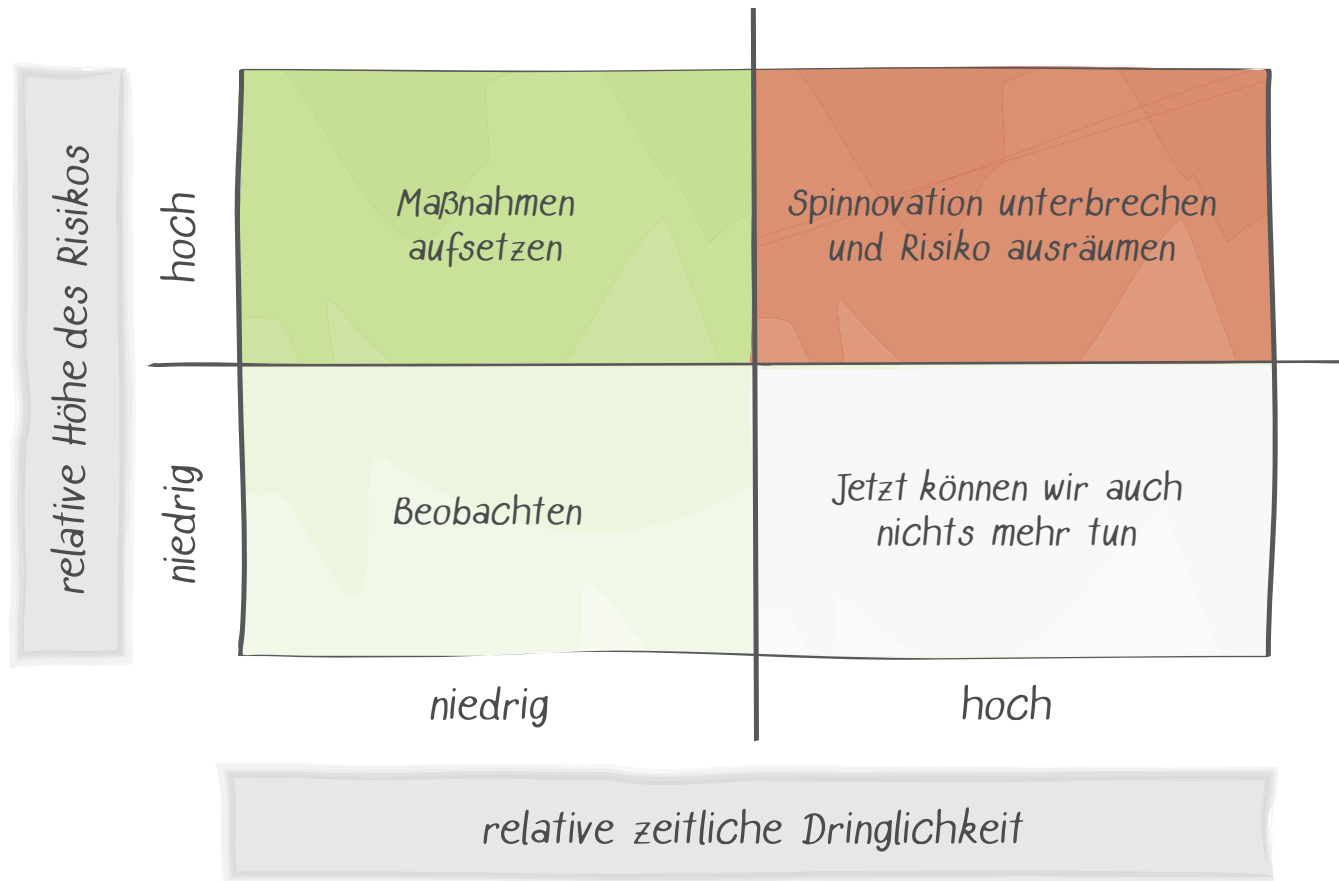 relative Höhe des Risikos
hoch
niedrig
Maßnahmen
aufsetzen
Spinnovation unterbrechen
und Risiko ausräumen
Beobachten
Jetzt können wir auch
nichts mehr tun
niedrig
hoch
relative zeitliche Dringlichkeit